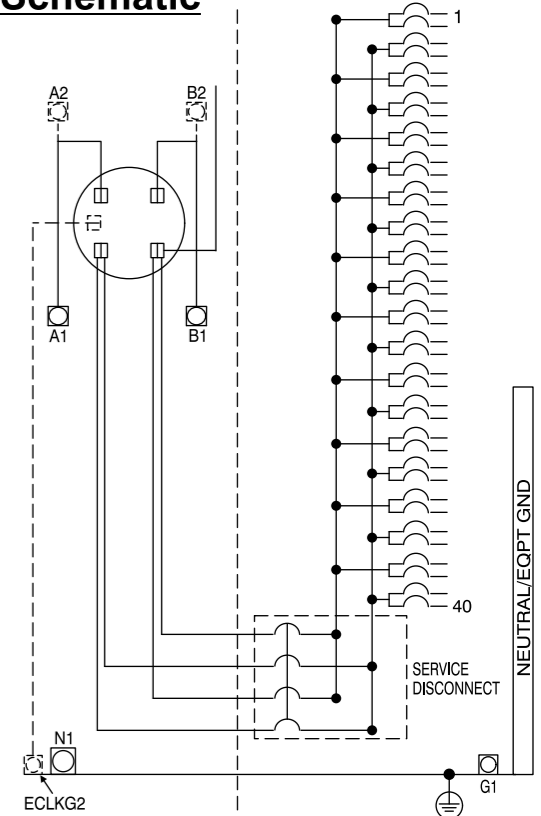 Schematic
1
A2
B2
A1
B1
40
SERVICE
DISCONNECT
NEUTRAL/EQPT GND
N1
G1
ECLKG2